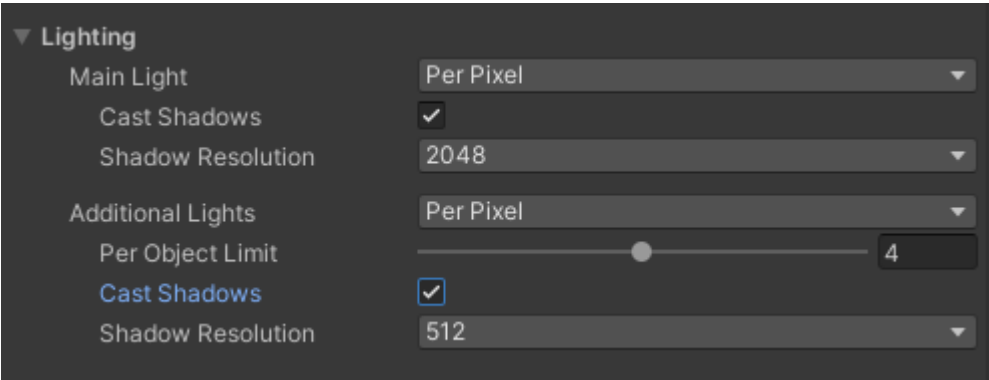 Lighting
Main Light Per Pixel
Cast Shadows
Shadow Resolution 2048
Additional Lights Per Pixel
Per Object Limit 4
Cast Shadows
Shadow Resolution 512